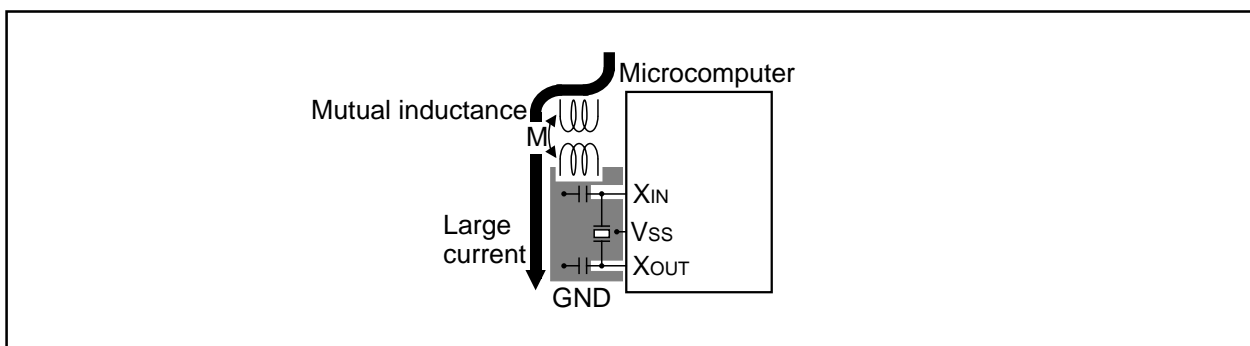 Microcomputer
Mutual inductance
M
XIN
Large
current
VSS
XOUT
GND